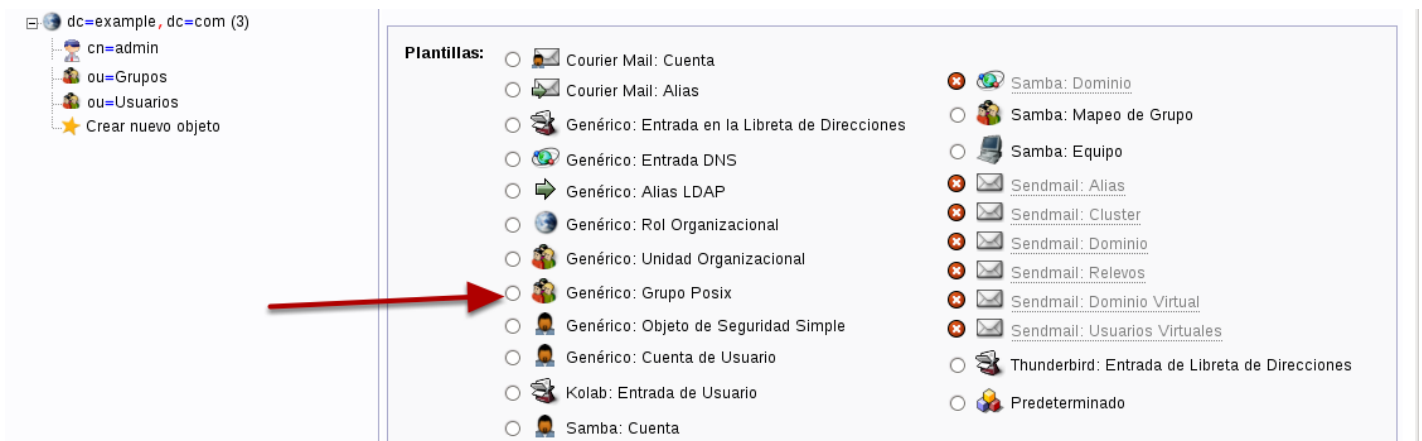 dc=example,dc=com (3)
cn=admin
ou=Grupos
ou=Usuarios
Crear nuevo objeto
Plantillas:
Courier Mail: Cuenta
Courier Mail: Alias
Genérico: Entrada en la Libreta de Direcciones
Genérico: Entrada DNS
Genérico: Alias LDAP
Genérico: Rol Organizacional
Genérico: Unidad Organizacional
Genérico: Grupo Posix
Genérico: Objeto de Seguridad Simple
Genérico: Cuenta de Usuario
Kolab: Entrada de Usuario
Samba: Cuenta
Samba: Dominio
Samba: Mapeo de Grupo
Samba: Equipo
Sendmail: Alias
Sendmail: Cluster
Sendmail: Dominio
Sendmail: Relevos
Sendmail: Dominio Virtual
Sendmail: Usuarios Virtuales
Thunderbird: Entrada de Libreta de Direcciones
Predeterminado